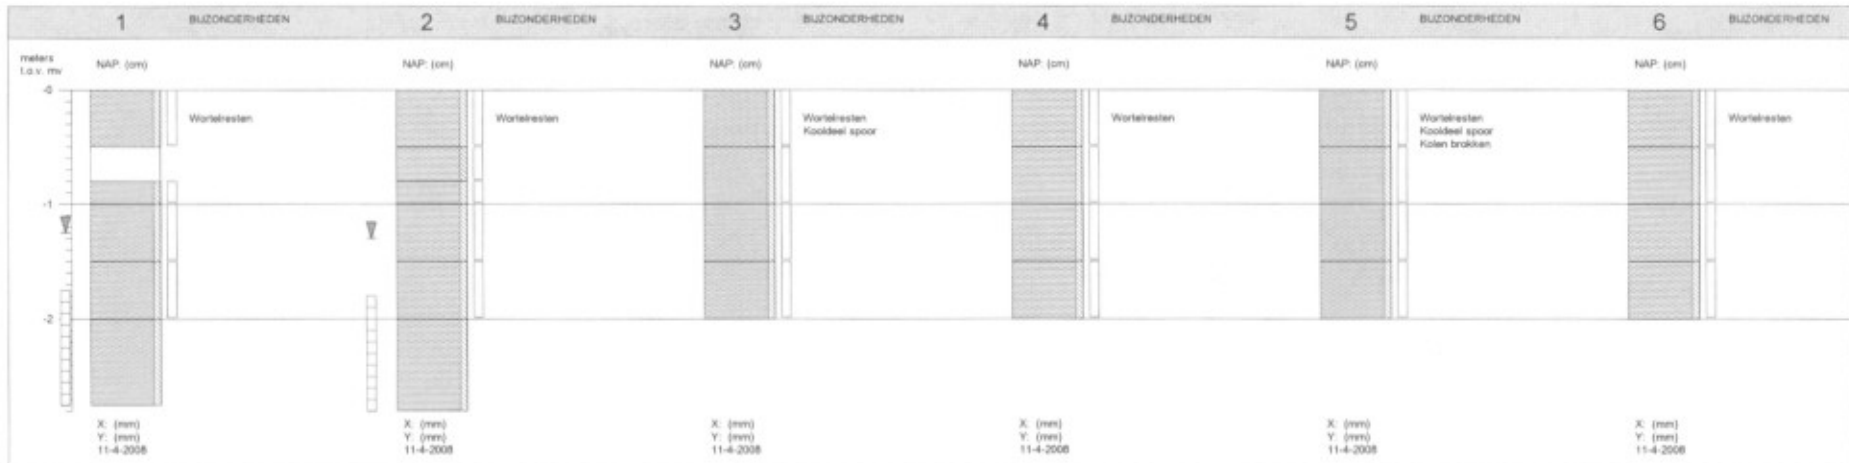 1 BIJZONDERHEDEN 2 BIJZONDERHEDEN 3 BIJZONDERHEDEN 4 BIJZONDERHEDEN 5 BIJZONDERHEDEN 6 BIJZONDERHEDEN
meters
t.o.v. mv
NAP: (cm) NAP: (cm) NAP: (cm) NAP: (cm) NAP: (cm) NAP: (cm)
-0
Wortelresten
Wortelresten
Wortelresten
Kooldeel spoor
Wortelresten
Wortelresten
Kooldeel spoor
Kolen brokken
Wortelresten
-1
-2
X: (mm)
Y: (mm)
11-4-2008
X: (mm)
Y: (mm)
11-4-2008
X: (mm)
Y: (mm)
11-4-2008
X: (mm)
Y: (mm)
11-4-2008
X: (mm)
Y: (mm)
11-4-2008
X: (mm)
Y: (mm)
11-4-2008